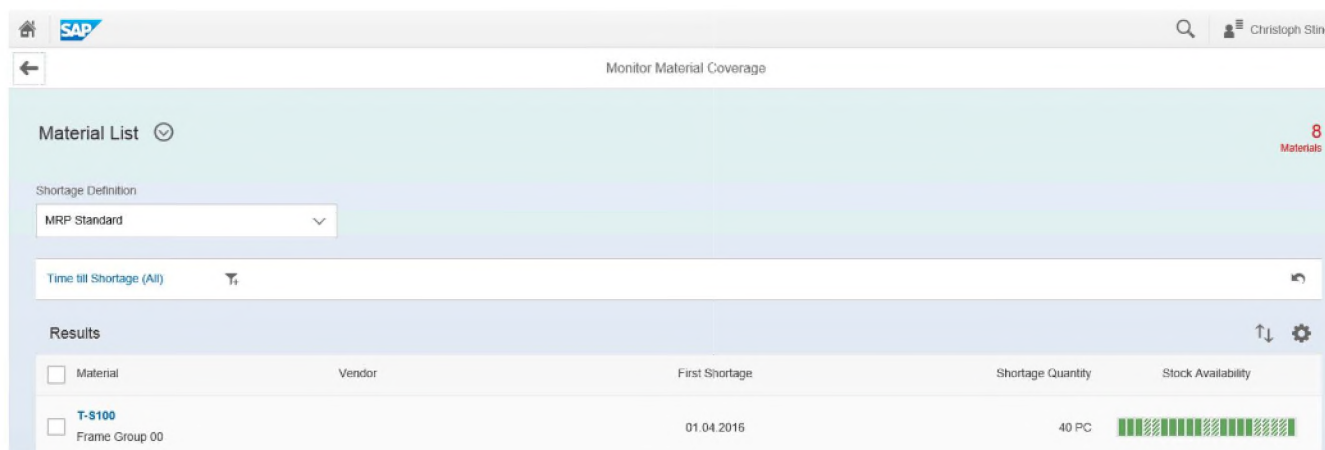 SAP
Christoph Stin
Monitor Material Coverage
Material List
8
Materials
Shortage Definition
MRP Standard
Time till Shortage (All)
Results
Material Vendor First Shortage Shortage Quantity Stock Availability
T-S100
Frame Group 00
01.04.2016 40 PC